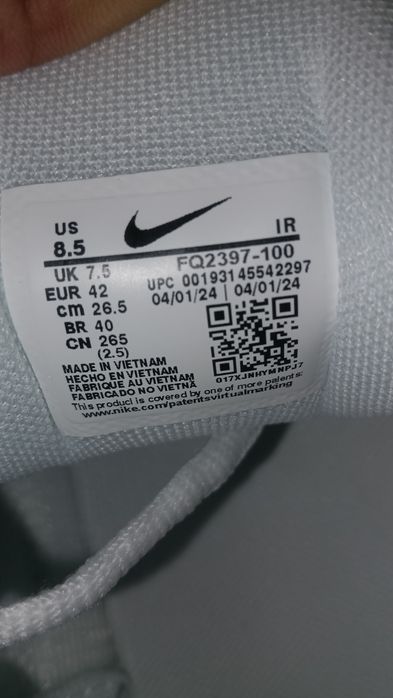 US
8.5
IR
UK 7.5
EUR 42
cm 26.5
BR 40
CN 265
(2.5)
FQ2397-100
UPC 00193145542297
04/01/24 | 04/01/24
017XJNHYMNPJ7
MADE IN VIETNAM
HECHO EN VIETNAM
FABRIQUE AU VIETNAM
FABRICADO NO VIETNÃ
This product is covered by one of more patents:
www.nike.com/patentsvirtualmarking